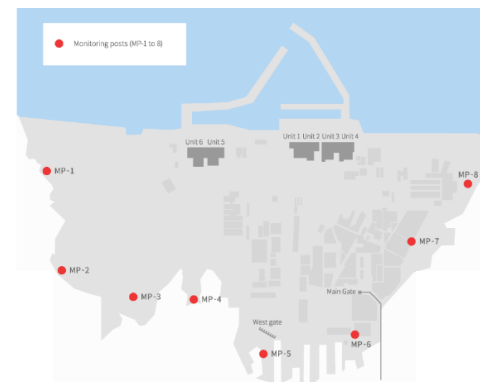 Monitoring posts (MP-1 to 8)
Unit 6 Unit 5
Unit 1 Unit 2 Unit 3 Unit 4
MP-1
MP-8
MP-7
MP-2
MP-3
MP-4
Main Gate
West gate
MP-6
MP-5